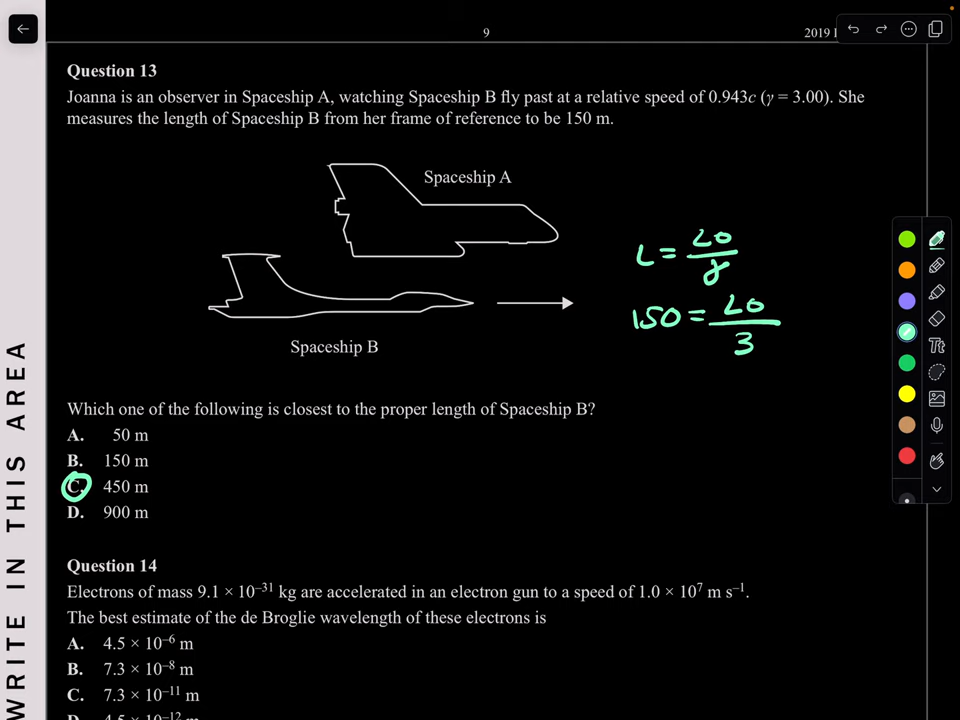 9
2019
Question 13
Joanna is an observer in Spaceship A, watching Spaceship B fly past at a relative speed of 0.943c (γ = 3.00). She
measures the length of Spaceship B from her frame of reference to be 150 m.
Spaceship A
L = L0/γ
150 = L0/3
Spaceship B
Which one of the following is closest to the proper length of Spaceship B?
A. 50 m
B. 150 m
C. 450 m
D. 900 m
Question 14
Electrons of mass 9.1 × 10⁻³¹ kg are accelerated in an electron gun to a speed of 1.0 × 10⁷ m s⁻¹.
The best estimate of the de Broglie wavelength of these electrons is
A. 4.5 × 10⁻⁶ m
B. 7.3 × 10⁻⁸ m
C. 7.3 × 10⁻¹¹ m
D. 4.5 × 10⁻¹² m
WRITE IN THIS AREA
Tt